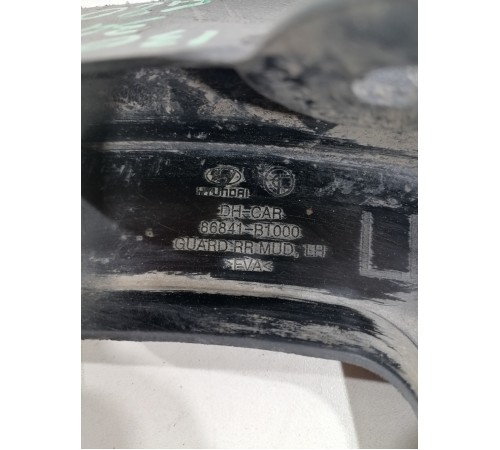 HYUNDAI
DH-CAR
86841-B1000
GUARD RR MUD, LH
>EVA<